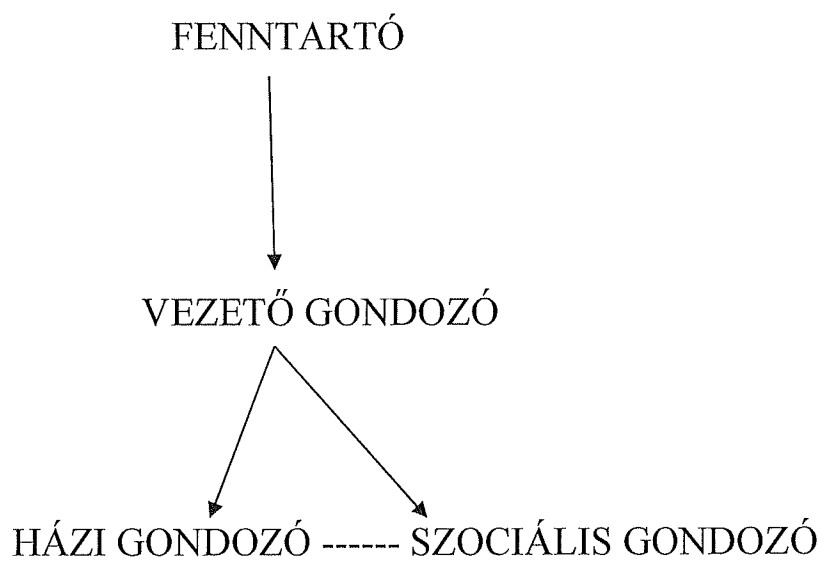 FENNTARTÓ
VEZETŐ GONDOZÓ
HÁZI GONDOZÓ ------ SZOCIÁLIS GONDOZÓ